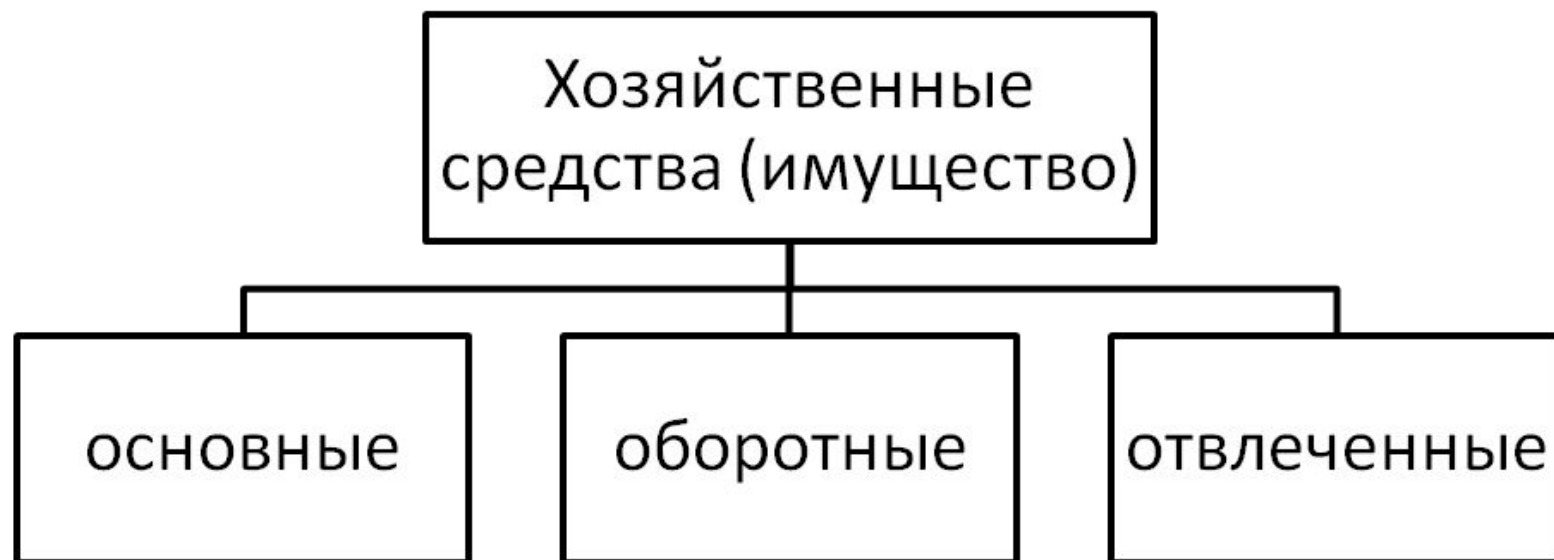 Хозяйственные
средства (имущество)
основные
оборотные
отвлеченные